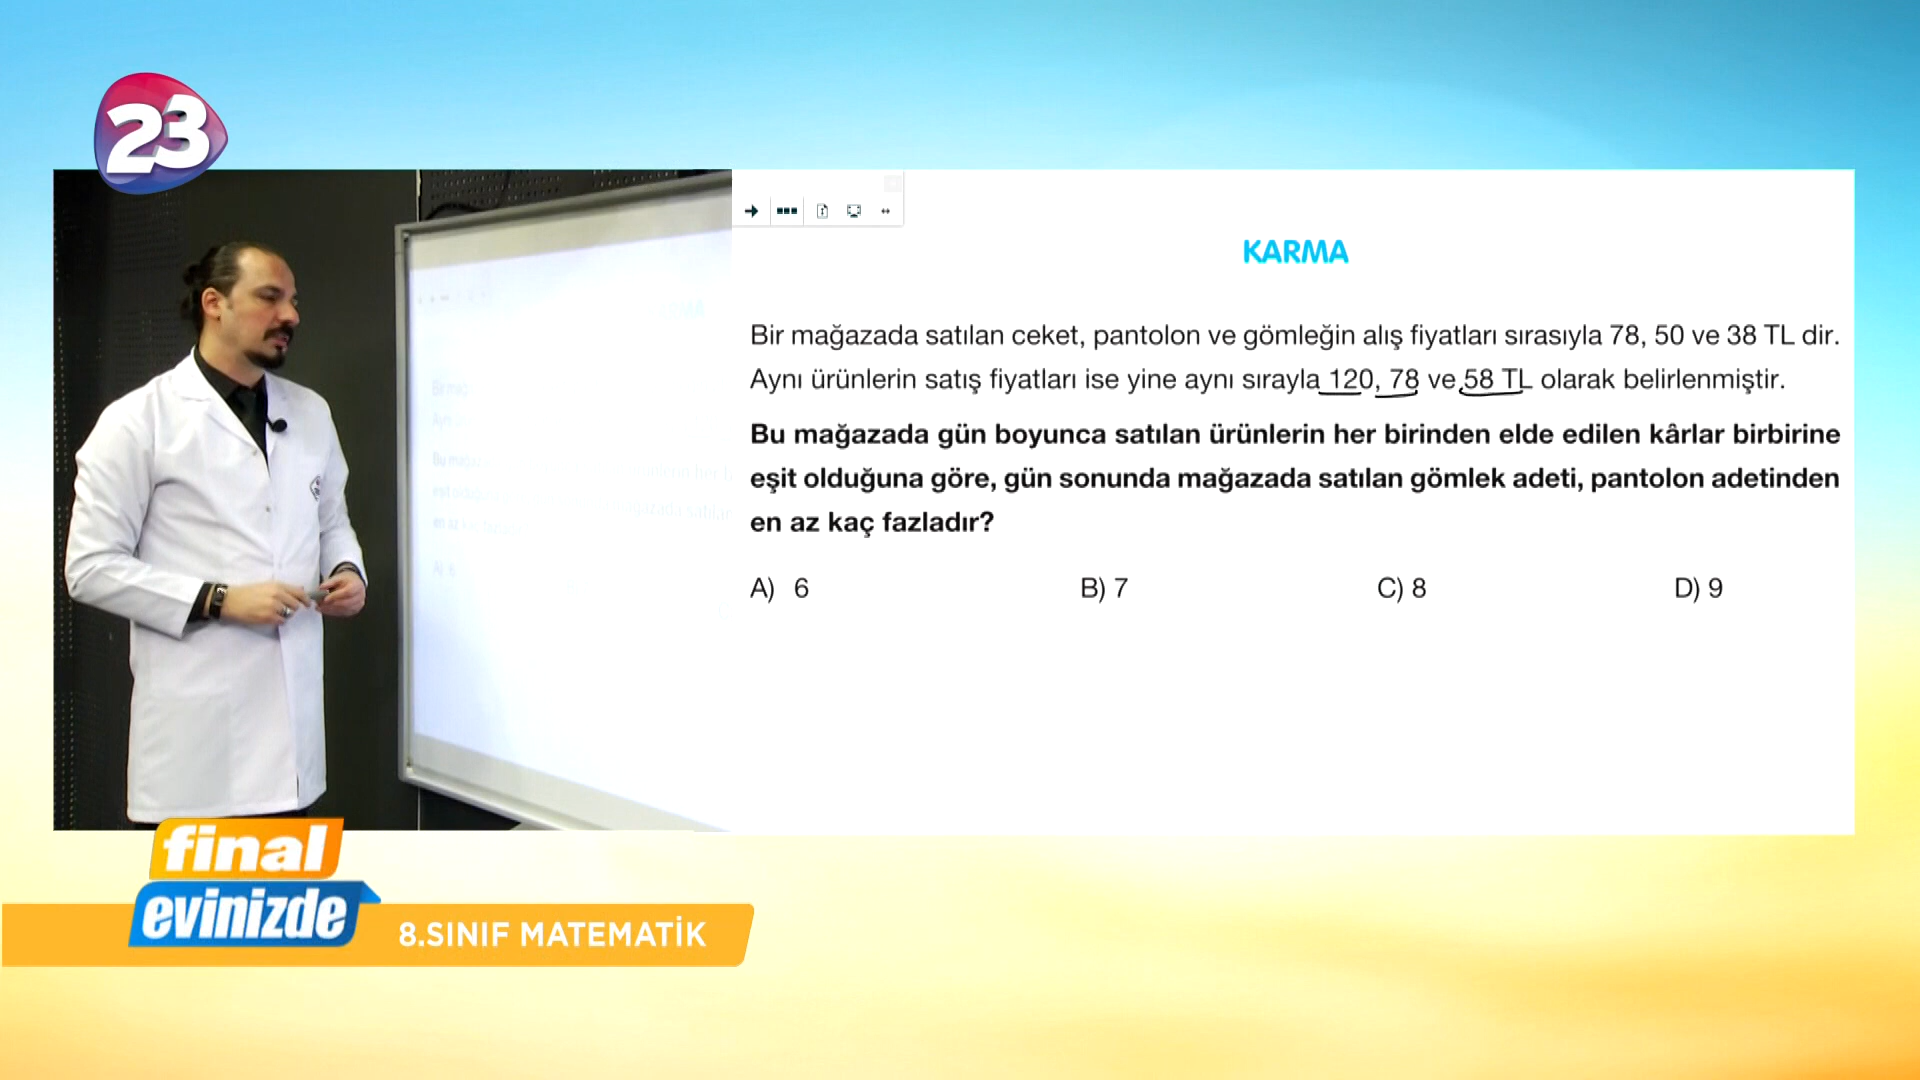 23
KARMA
Bir mağazada satılan ceket, pantolon ve gömleğin alış fiyatları sırasıyla 78, 50 ve 38 TL dir.
Aynı ürünlerin satış fiyatları ise yine aynı sırayla 120, 78 ve 58 TL olarak belirlenmiştir.
Bu mağazada gün boyunca satılan ürünlerin her birinden elde edilen kârlar birbirine
eşit olduğuna göre, gün sonunda mağazada satılan gömlek adeti, pantolon adetinden
en az kaç fazladır?
A) 6
B) 7
C) 8
D) 9
final
evinizde
8.SINIF MATEMATİK